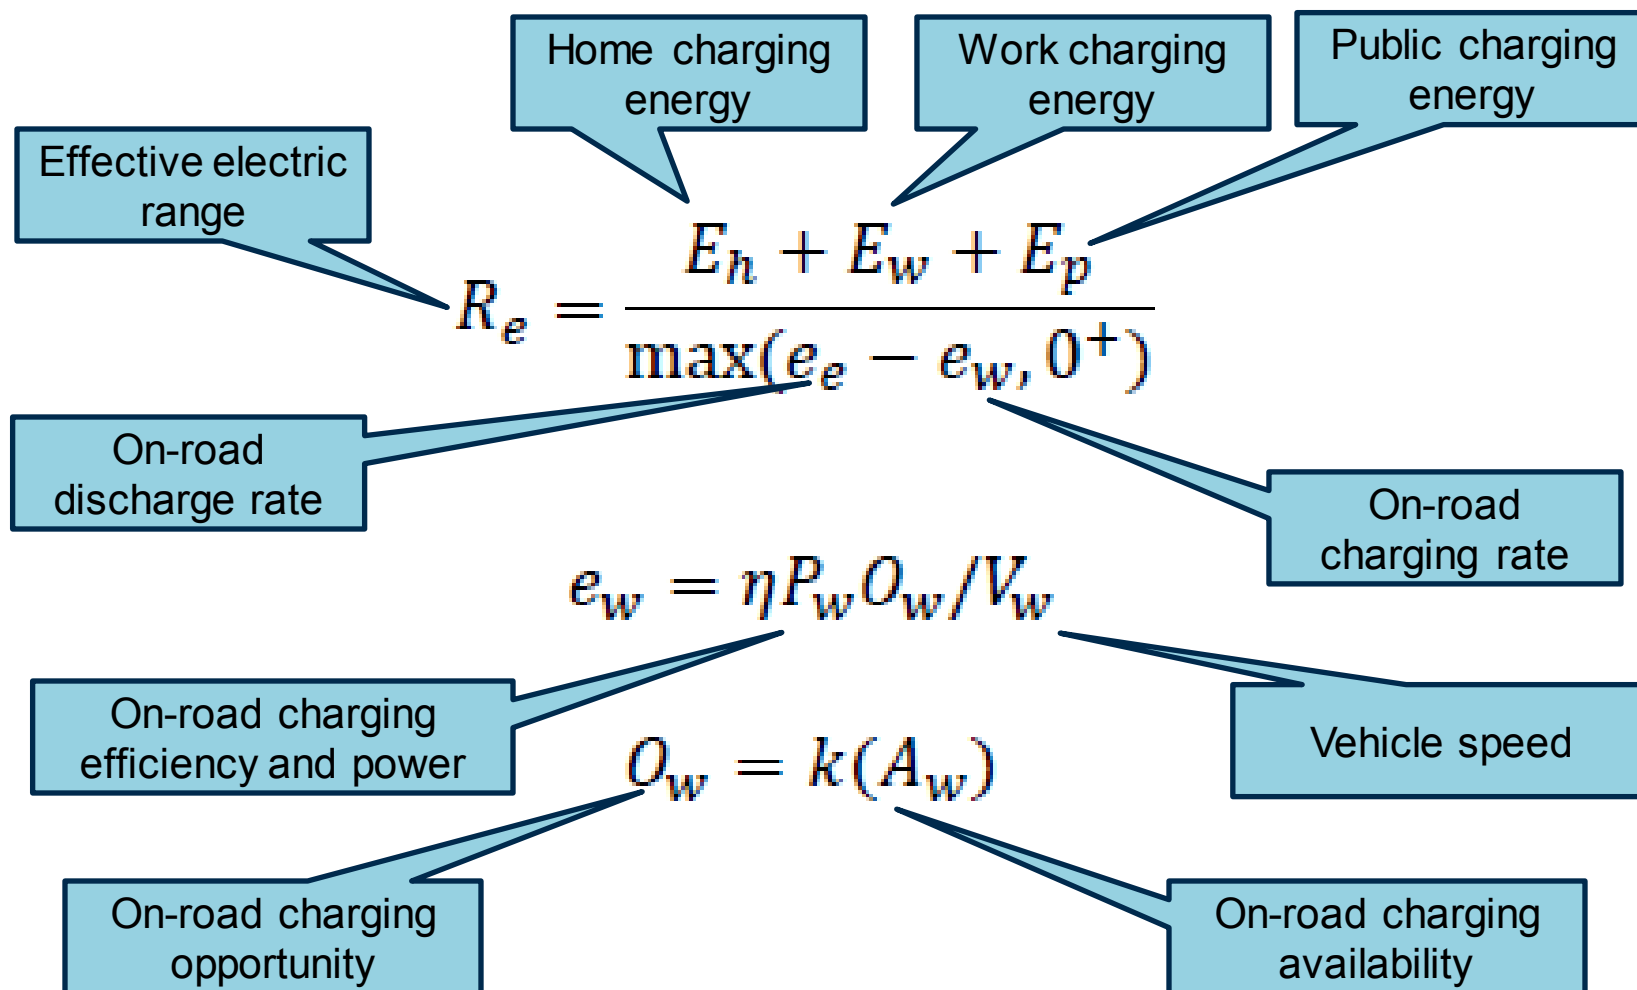 Home charging
energy
Work charging
energy
Public charging
energy
Effective electric
range
R_e = (E_h + E_w + E_p) / max(e_e − e_w, 0⁺)
On-road
discharge rate
On-road
charging rate
e_w = ηP_wO_w/V_w
On-road charging
efficiency and power
Vehicle speed
O_w = k(A_w)
On-road charging
opportunity
On-road charging
availability